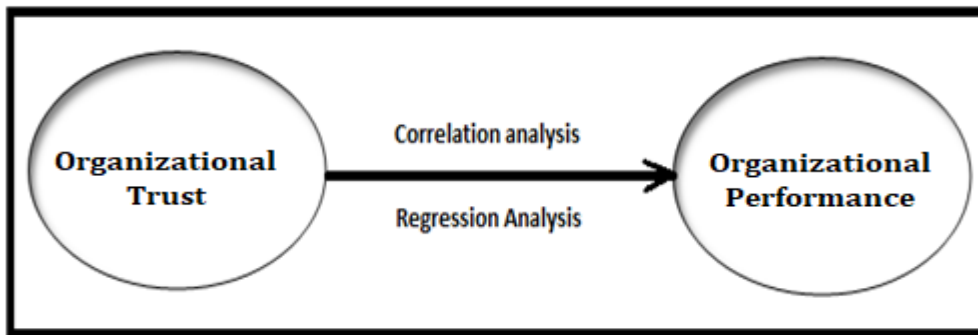 Organizational
Trust
Correlation analysis
Regression Analysis
Organizational
Performance